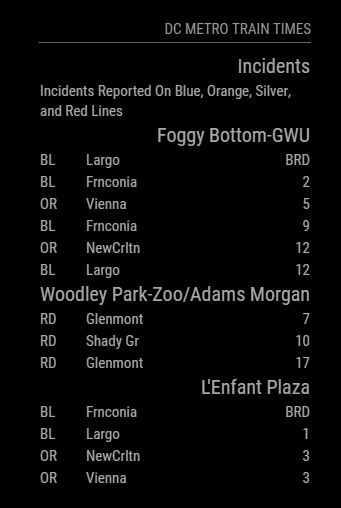 DC METRO TRAIN TIMES
Incidents
Incidents Reported On Blue, Orange, Silver,
and Red Lines
Foggy Bottom-GWU
BL Largo BRD
BL Frnconia 2
OR Vienna 5
BL Frnconia 9
OR NewCrltn 12
BL Largo 12
Woodley Park-Zoo/Adams Morgan
RD Glenmont 7
RD Shady Gr 10
RD Glenmont 17
L'Enfant Plaza
BL Frnconia BRD
BL Largo 1
OR NewCrltn 3
OR Vienna 3